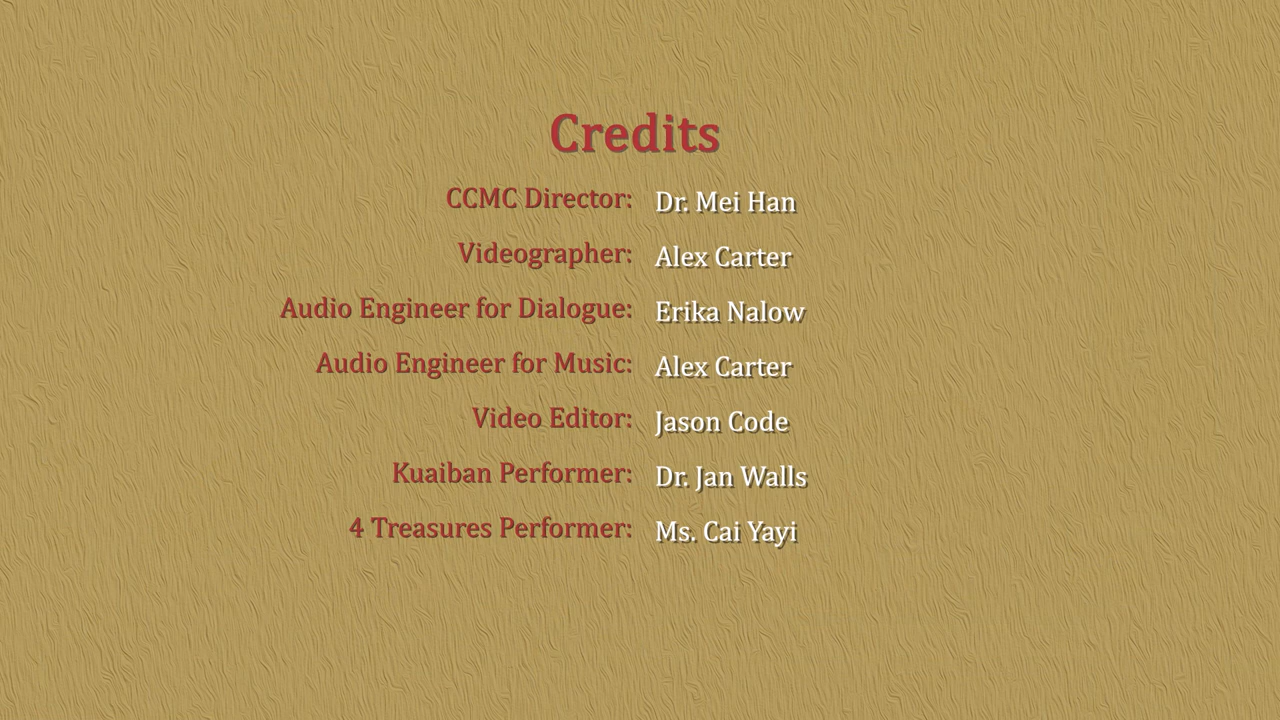 Credits
CCMC Director: Dr. Mei Han
Videographer: Alex Carter
Audio Engineer for Dialogue: Erika Nalow
Audio Engineer for Music: Alex Carter
Video Editor: Jason Code
Kuaiban Performer: Dr. Jan Walls
4 Treasures Performer: Ms. Cai Yayi